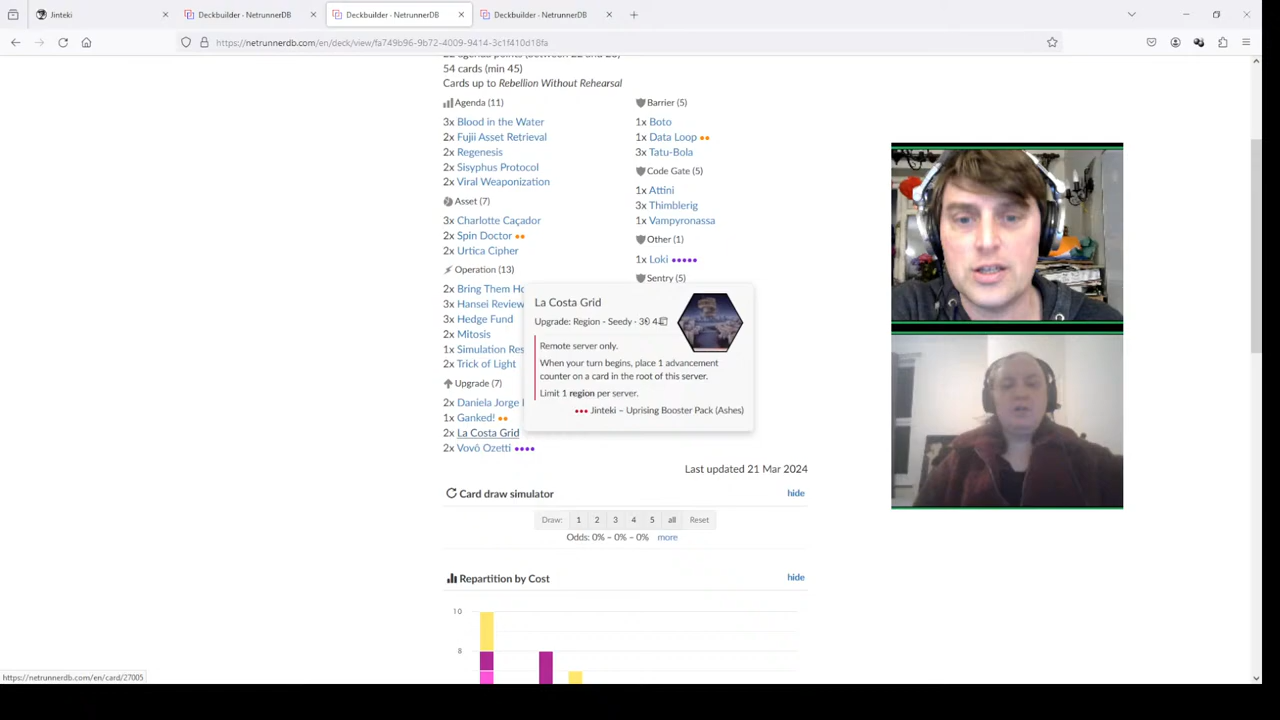 Jinteki
Deckbuilder - NetrunnerDB
Deckbuilder - NetrunnerDB
Deckbuilder - NetrunnerDB
https://netrunnerdb.com/en/deck/view/fa749b96-9b72-4009-9414-3c1f410d18fa
54 cards (min 45)
Cards up to Rebellion Without Rehearsal
Agenda (11)
3x Blood in the Water
2x Fujii Asset Retrieval
2x Regenesis
2x Sisyphus Protocol
2x Viral Weaponization
Asset (7)
3x Charlotte Caçador
2x Spin Doctor
2x Urtica Cipher
Operation (13)
2x Bring Them Ho
3x Hansei Review
3x Hedge Fund
2x Mitosis
1x Simulation Res
2x Trick of Light
Upgrade (7)
2x Daniela Jorge
1x Ganked!
2x La Costa Grid
2x Vovô Ozetti
Barrier (5)
1x Boto
1x Data Loop
3x Tatu-Bola
Code Gate (5)
1x Attini
3x Thimblerig
1x Vampyronassa
Other (1)
1x Loki
Sentry (5)
La Costa Grid
Upgrade: Region - Seedy - 3 4
Remote server only.
When your turn begins, place 1 advancement
counter on a card in the root of this server.
Limit 1 region per server.
Jinteki – Uprising Booster Pack (Ashes)
Last updated 21 Mar 2024
Card draw simulator
hide
Draw: 1 2 3 4 5 all Reset
Odds: 0% – 0% – 0% more
Repartition by Cost
hide
10
8
https://netrunnerdb.com/en/card/27005